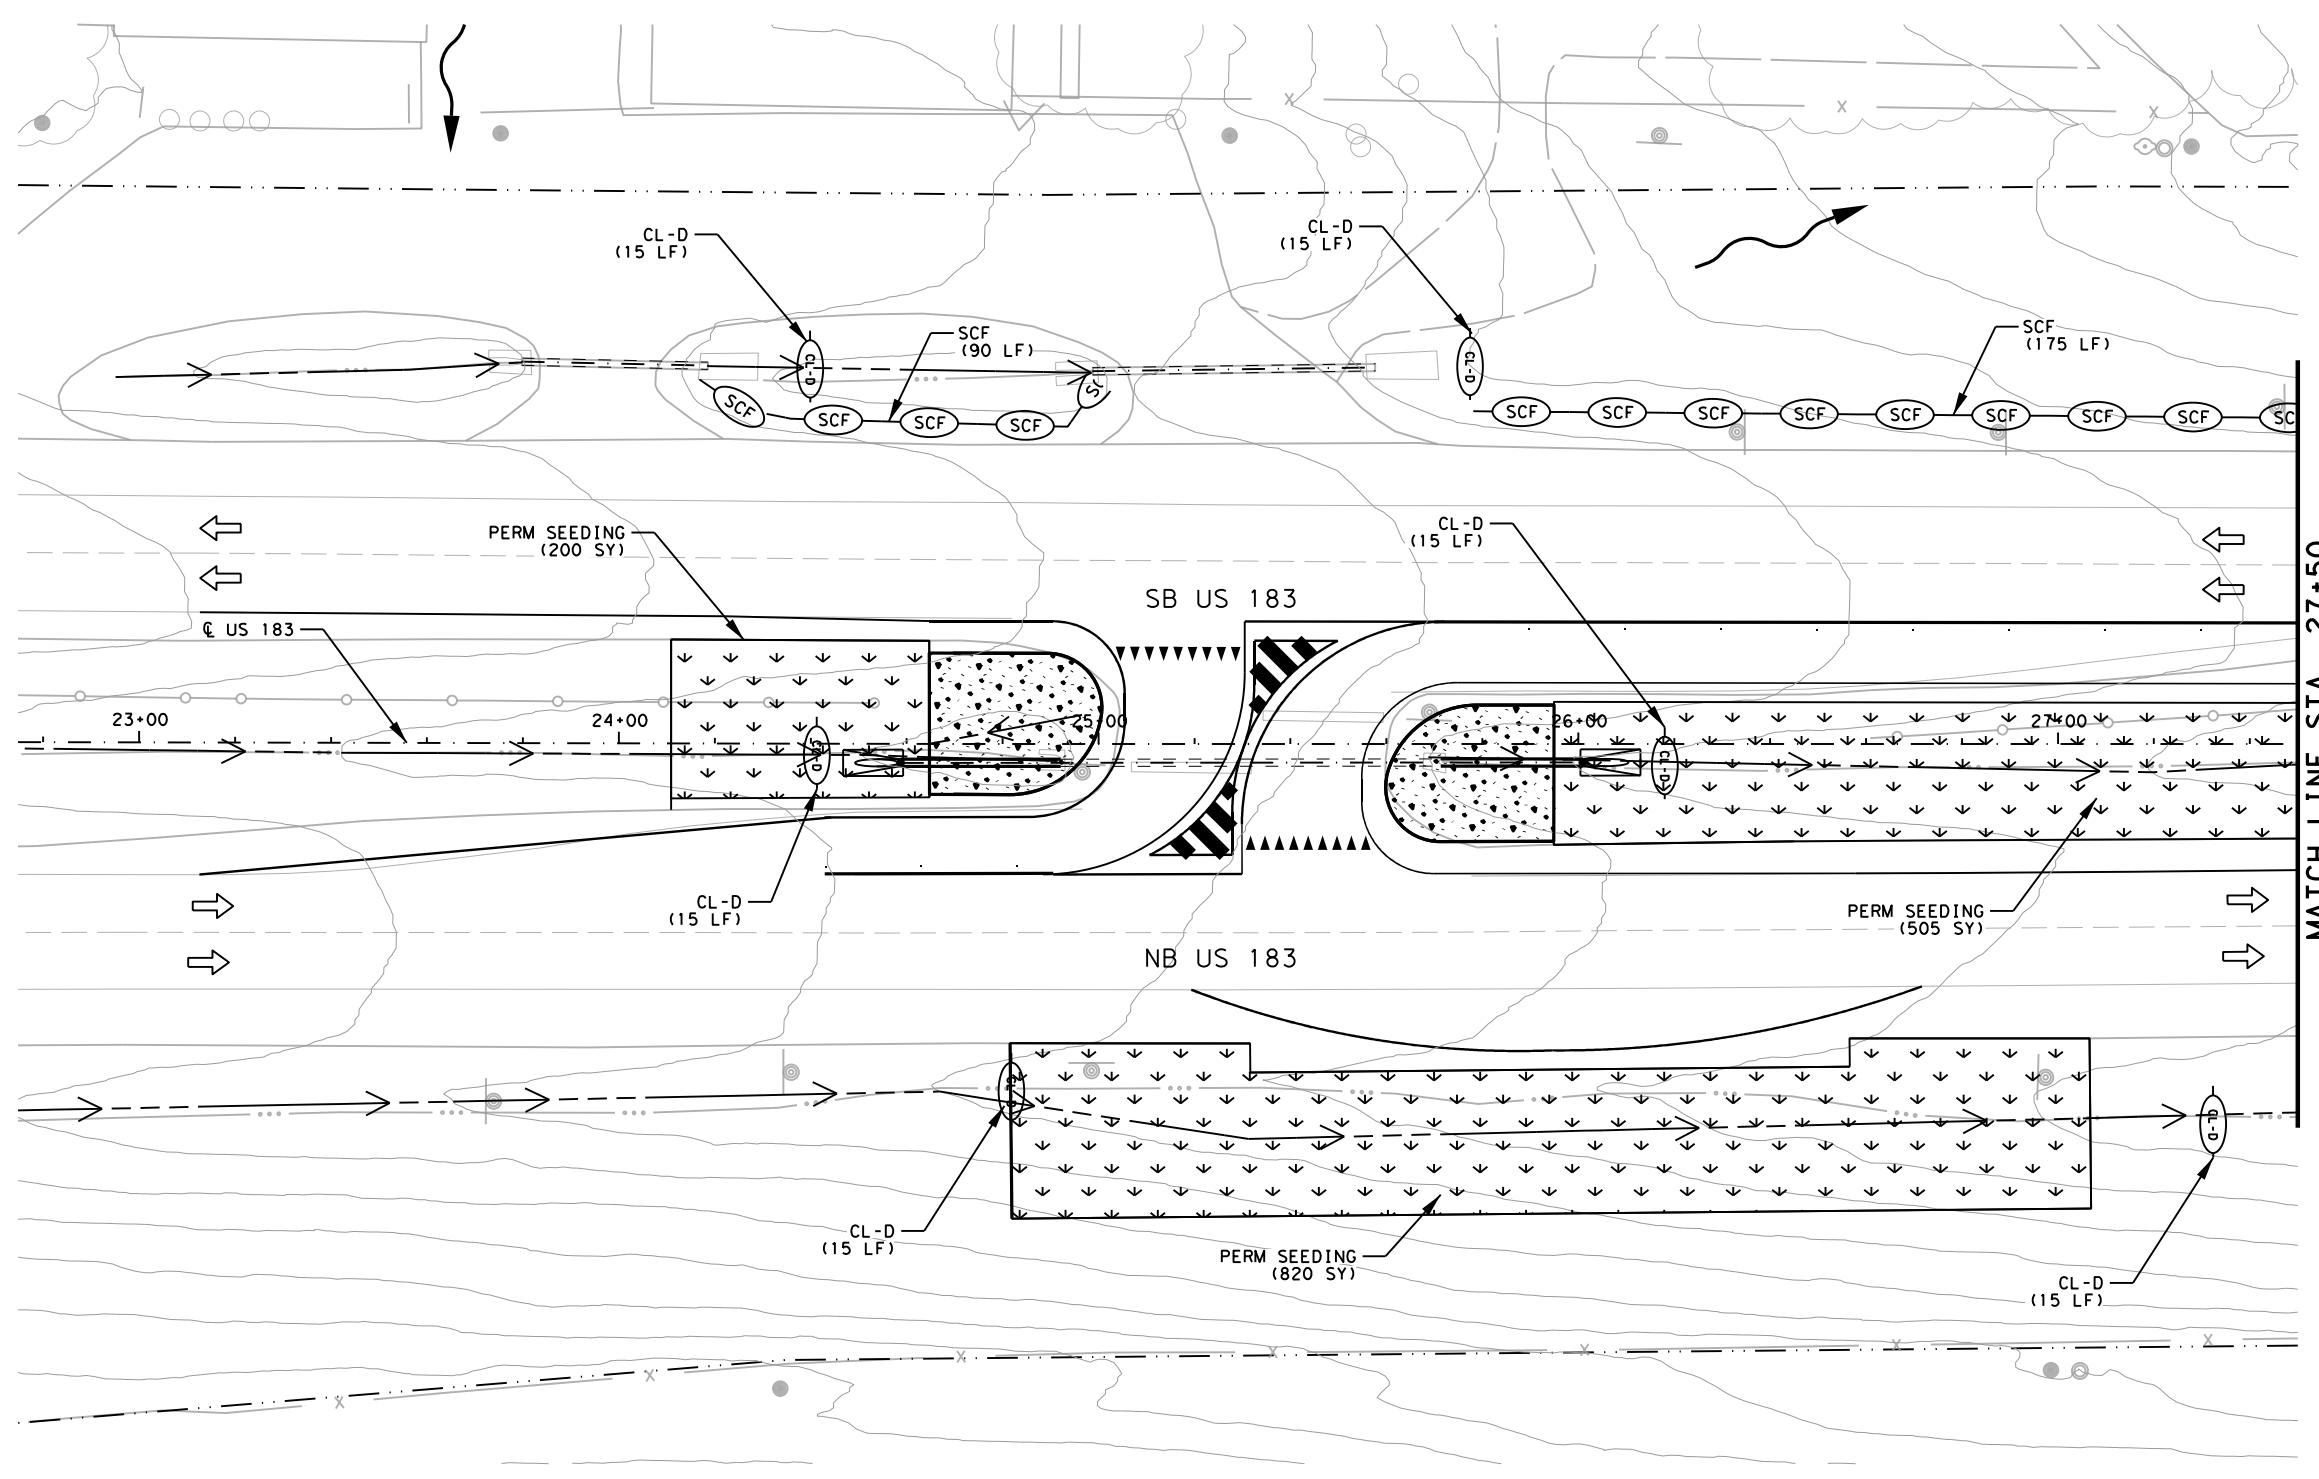 CL-D
(15 LF)
CL-D
(15 LF)
SCF
(90 LF)
SCF
(175 LF)
CL-D
CL-D
SCF
SCF
SCF
SCF
SCF
SCF
SCF
SCF
SCF
SCF
SCF
SCF
PERM SEEDING
(200 SY)
CL-D
(15 LF)
SB US 183
℄ US 183
23+00
24+00
25+00
26+00
27+00
CL-D
CL-D
MATCH LINE STA 27+50
CL-D
(15 LF)
PERM SEEDING
(505 SY)
NB US 183
CL-D
CL-D
CL-D
(15 LF)
PERM SEEDING
(820 SY)
CL-D
(15 LF)